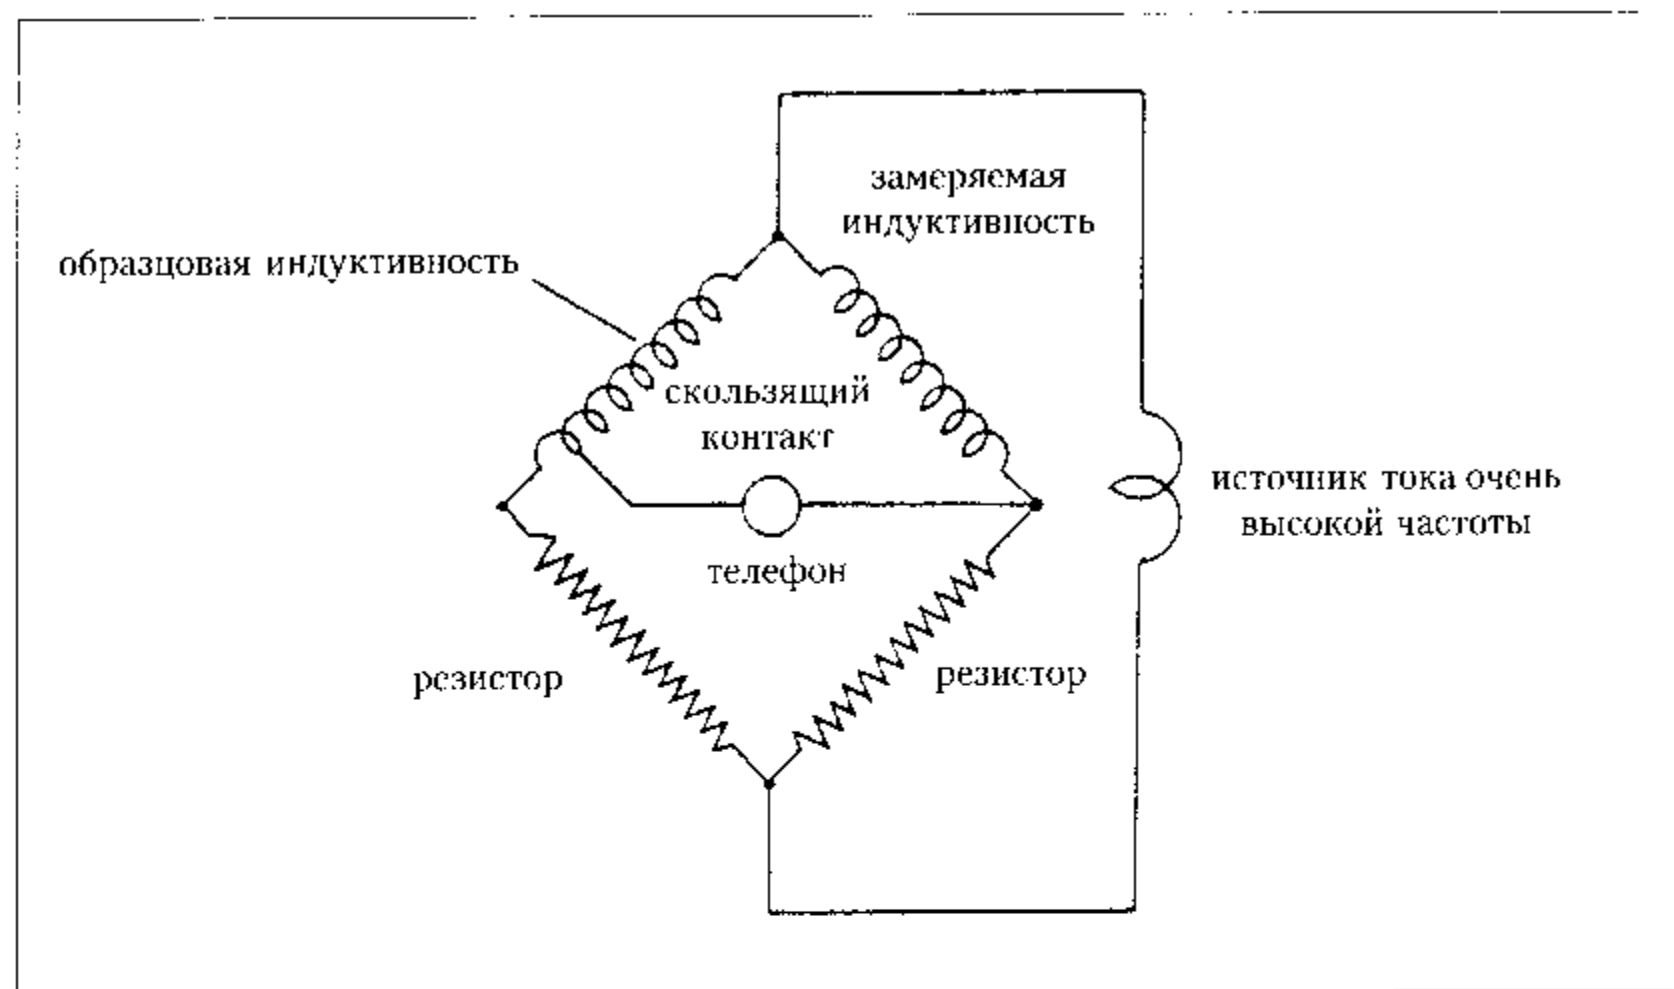 замеряемая
индуктивность
образцовая индуктивность
скользящий
контакт
источник тока очень
высокой частоты
телефон
резистор
резистор